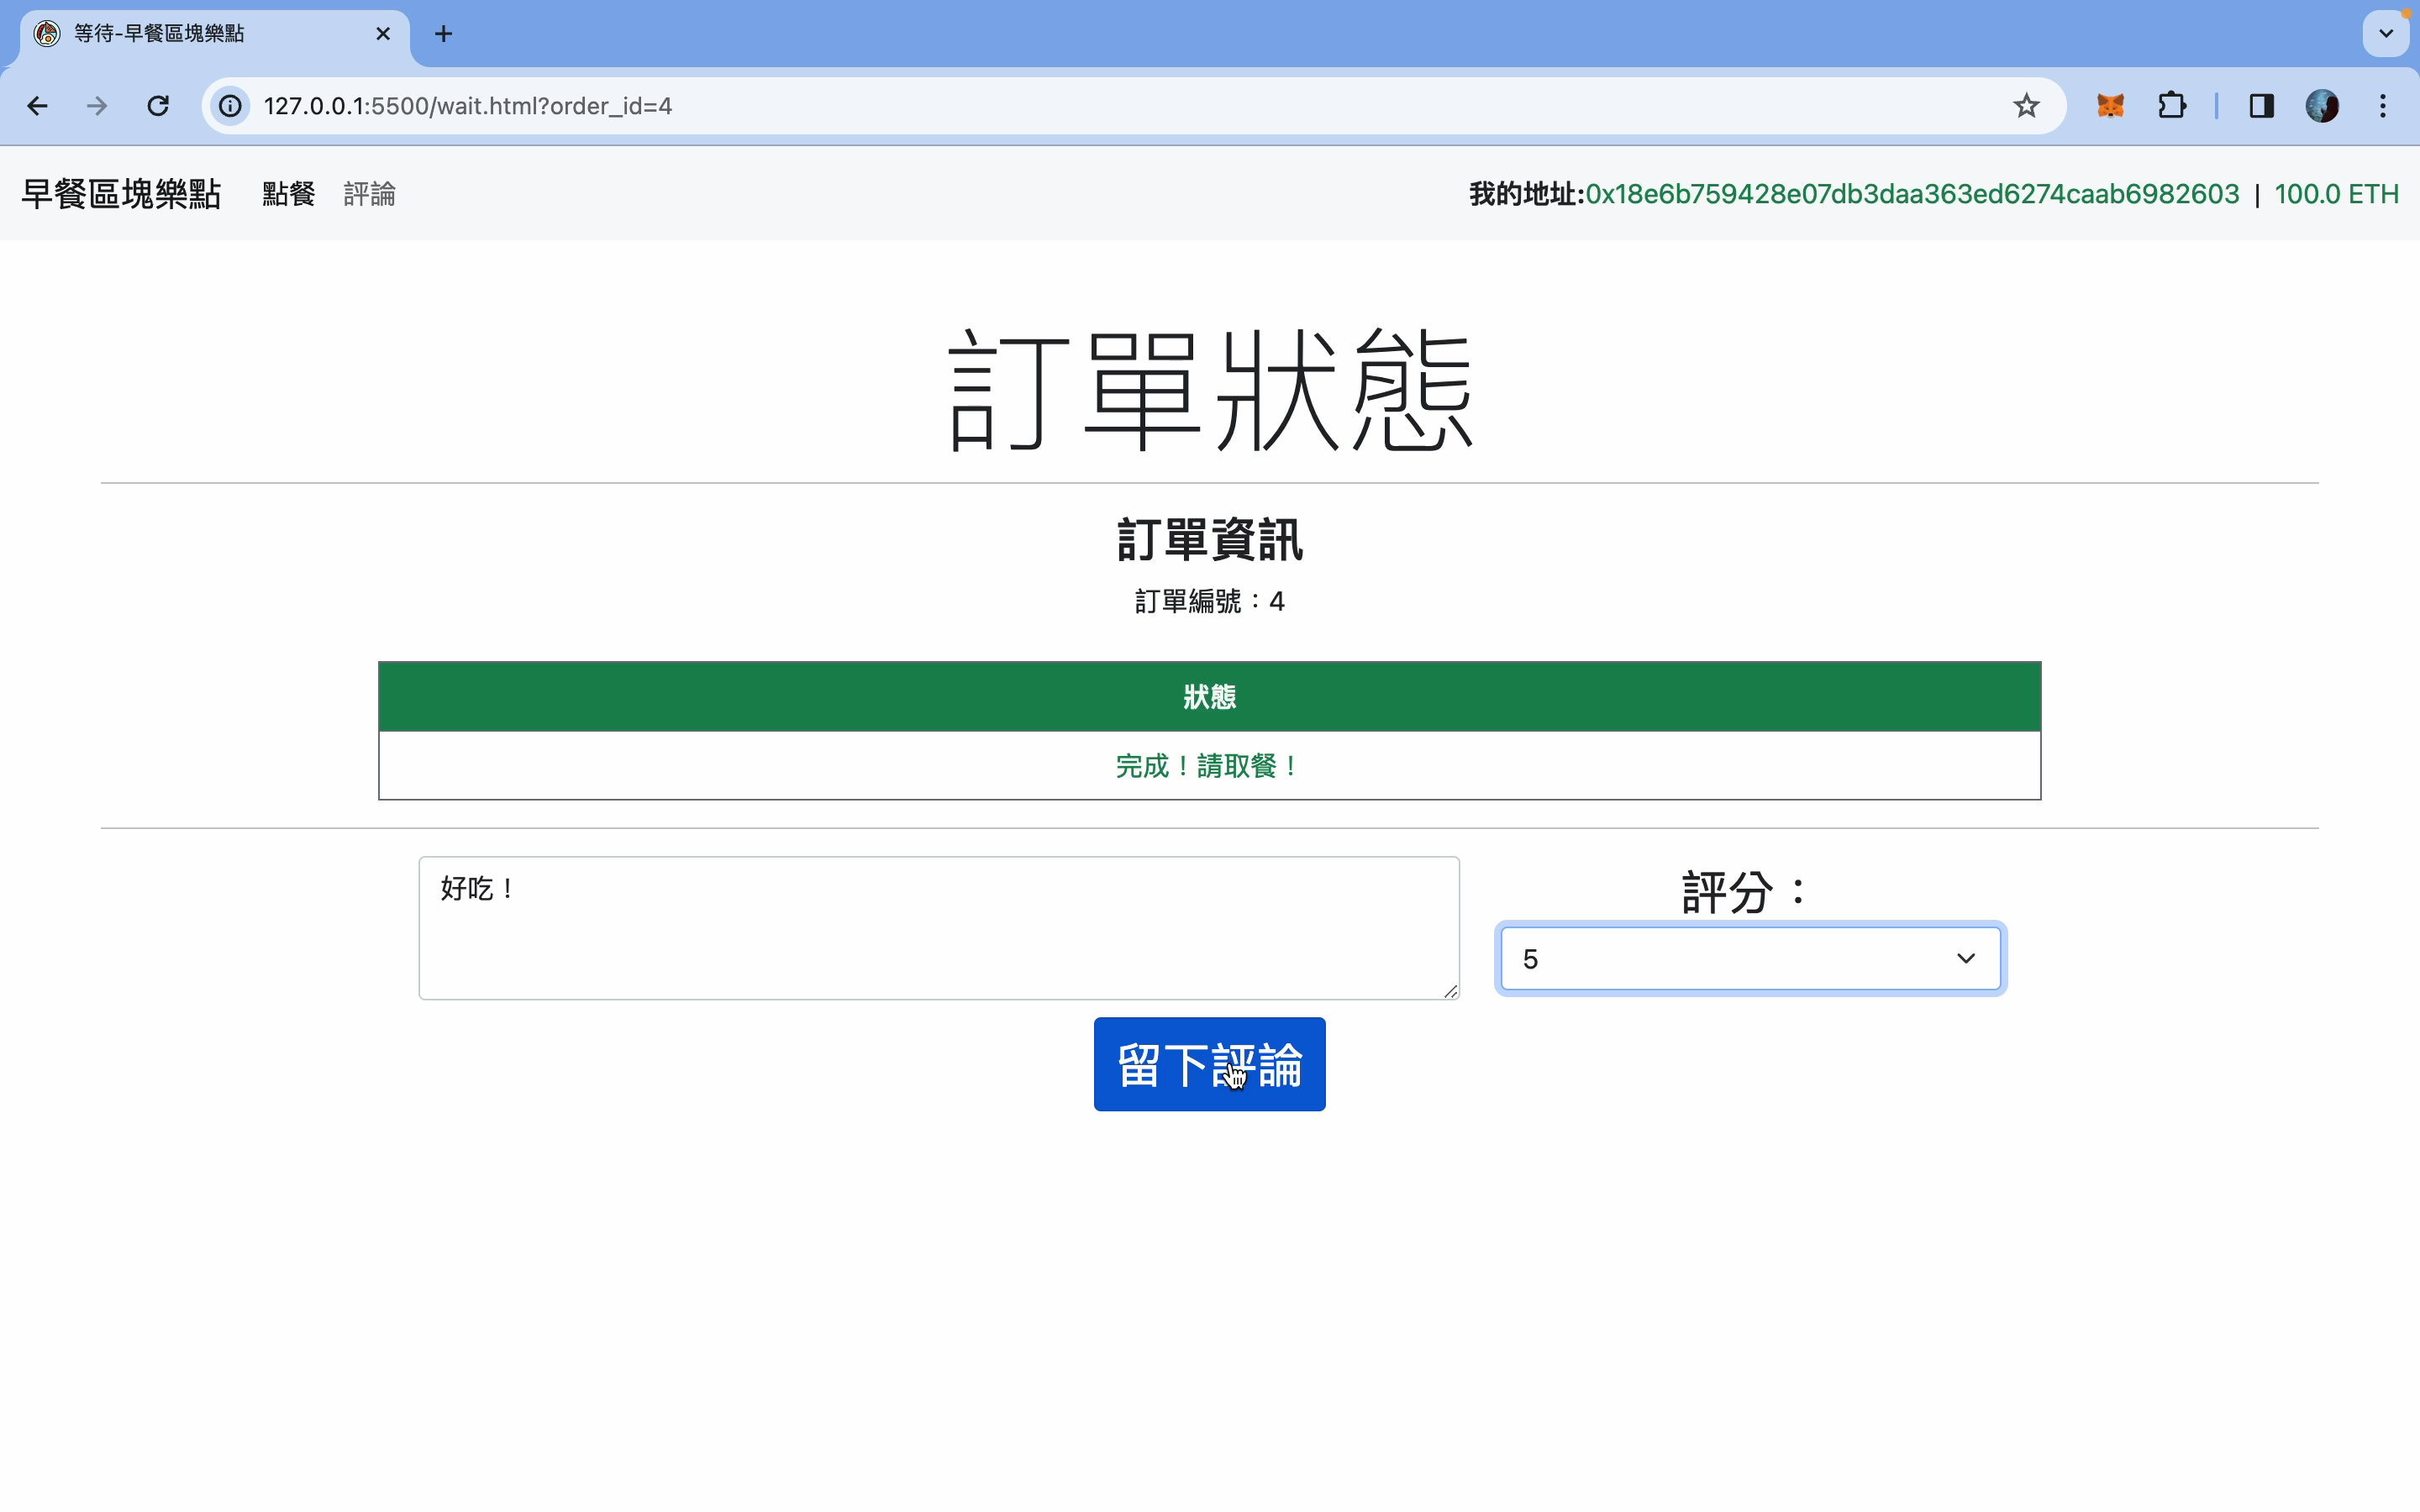 等待-早餐區塊樂點
127.0.0.1:5500/wait.html?order_id=4
早餐區塊樂點 點餐 評論 我的地址:0x18e6b759428e07db3daa363ed6274caab6982603 | 100.0 ETH
訂單狀態
訂單資訊
訂單編號：4
狀態
完成！請取餐！
好吃！
評分：
5
留下評論